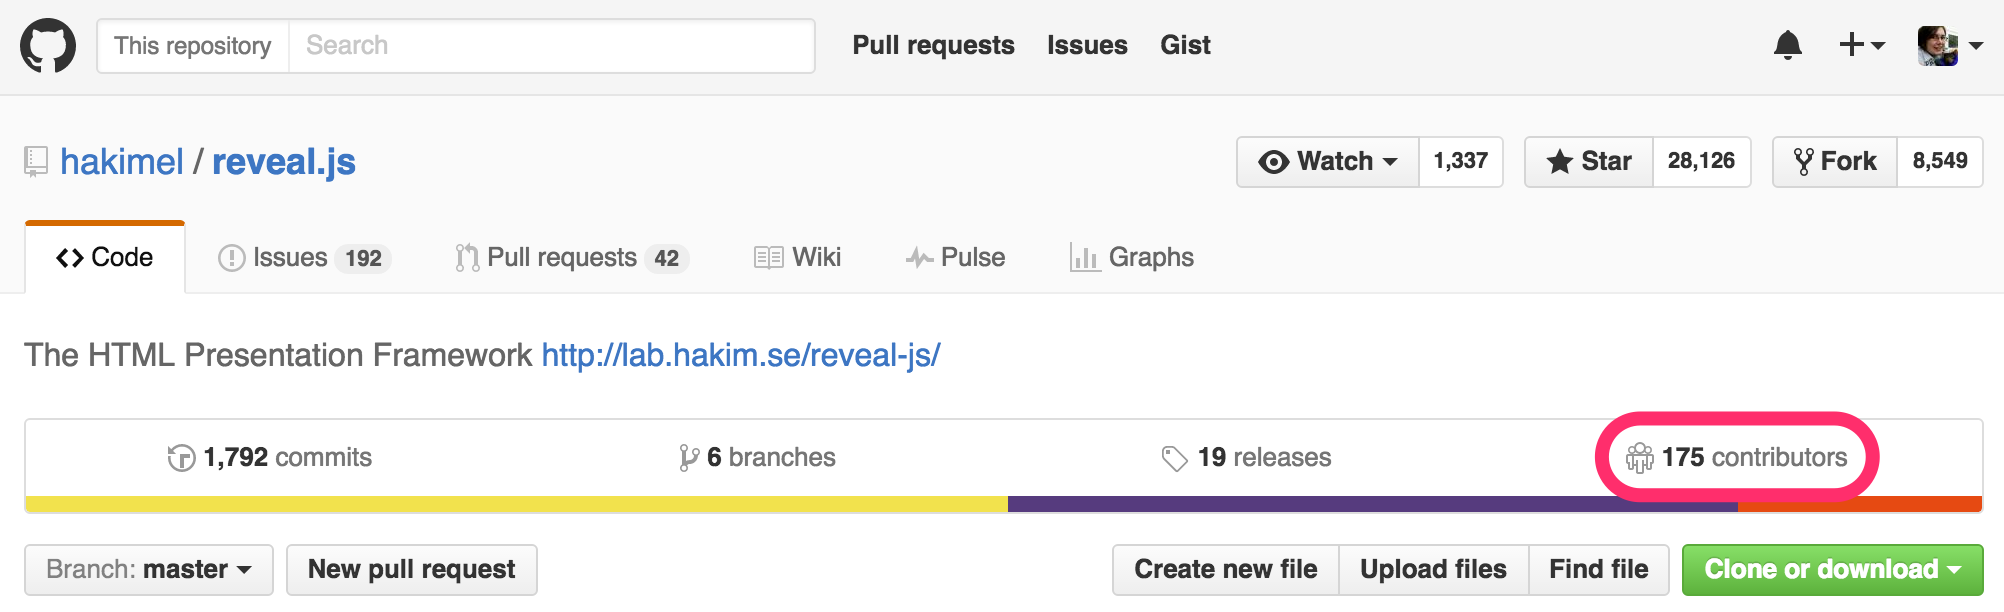 This repository Search Pull requests Issues Gist
hakimel / reveal.js Watch 1,337 Star 28,126 Fork 8,549
Code Issues 192 Pull requests 42 Wiki Pulse Graphs
The HTML Presentation Framework http://lab.hakim.se/reveal-js/
1,792 commits 6 branches 19 releases 175 contributors
Branch: master New pull request Create new file Upload files Find file Clone or download